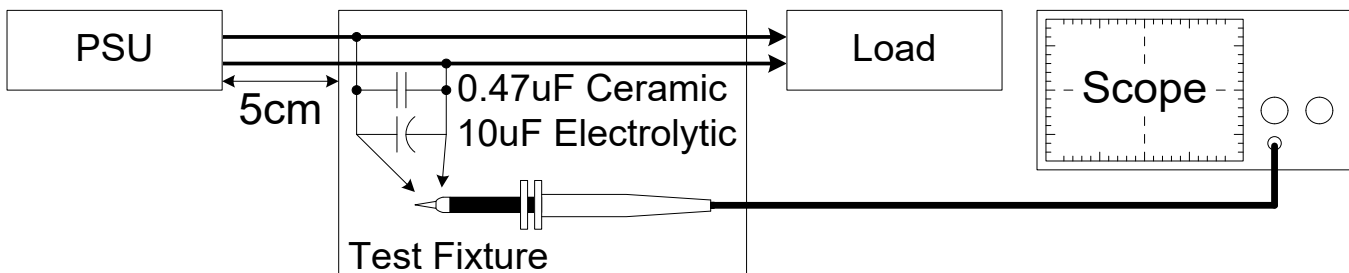 PSU
Load
Scope
5cm
0.47uF Ceramic
10uF Electrolytic
Test Fixture